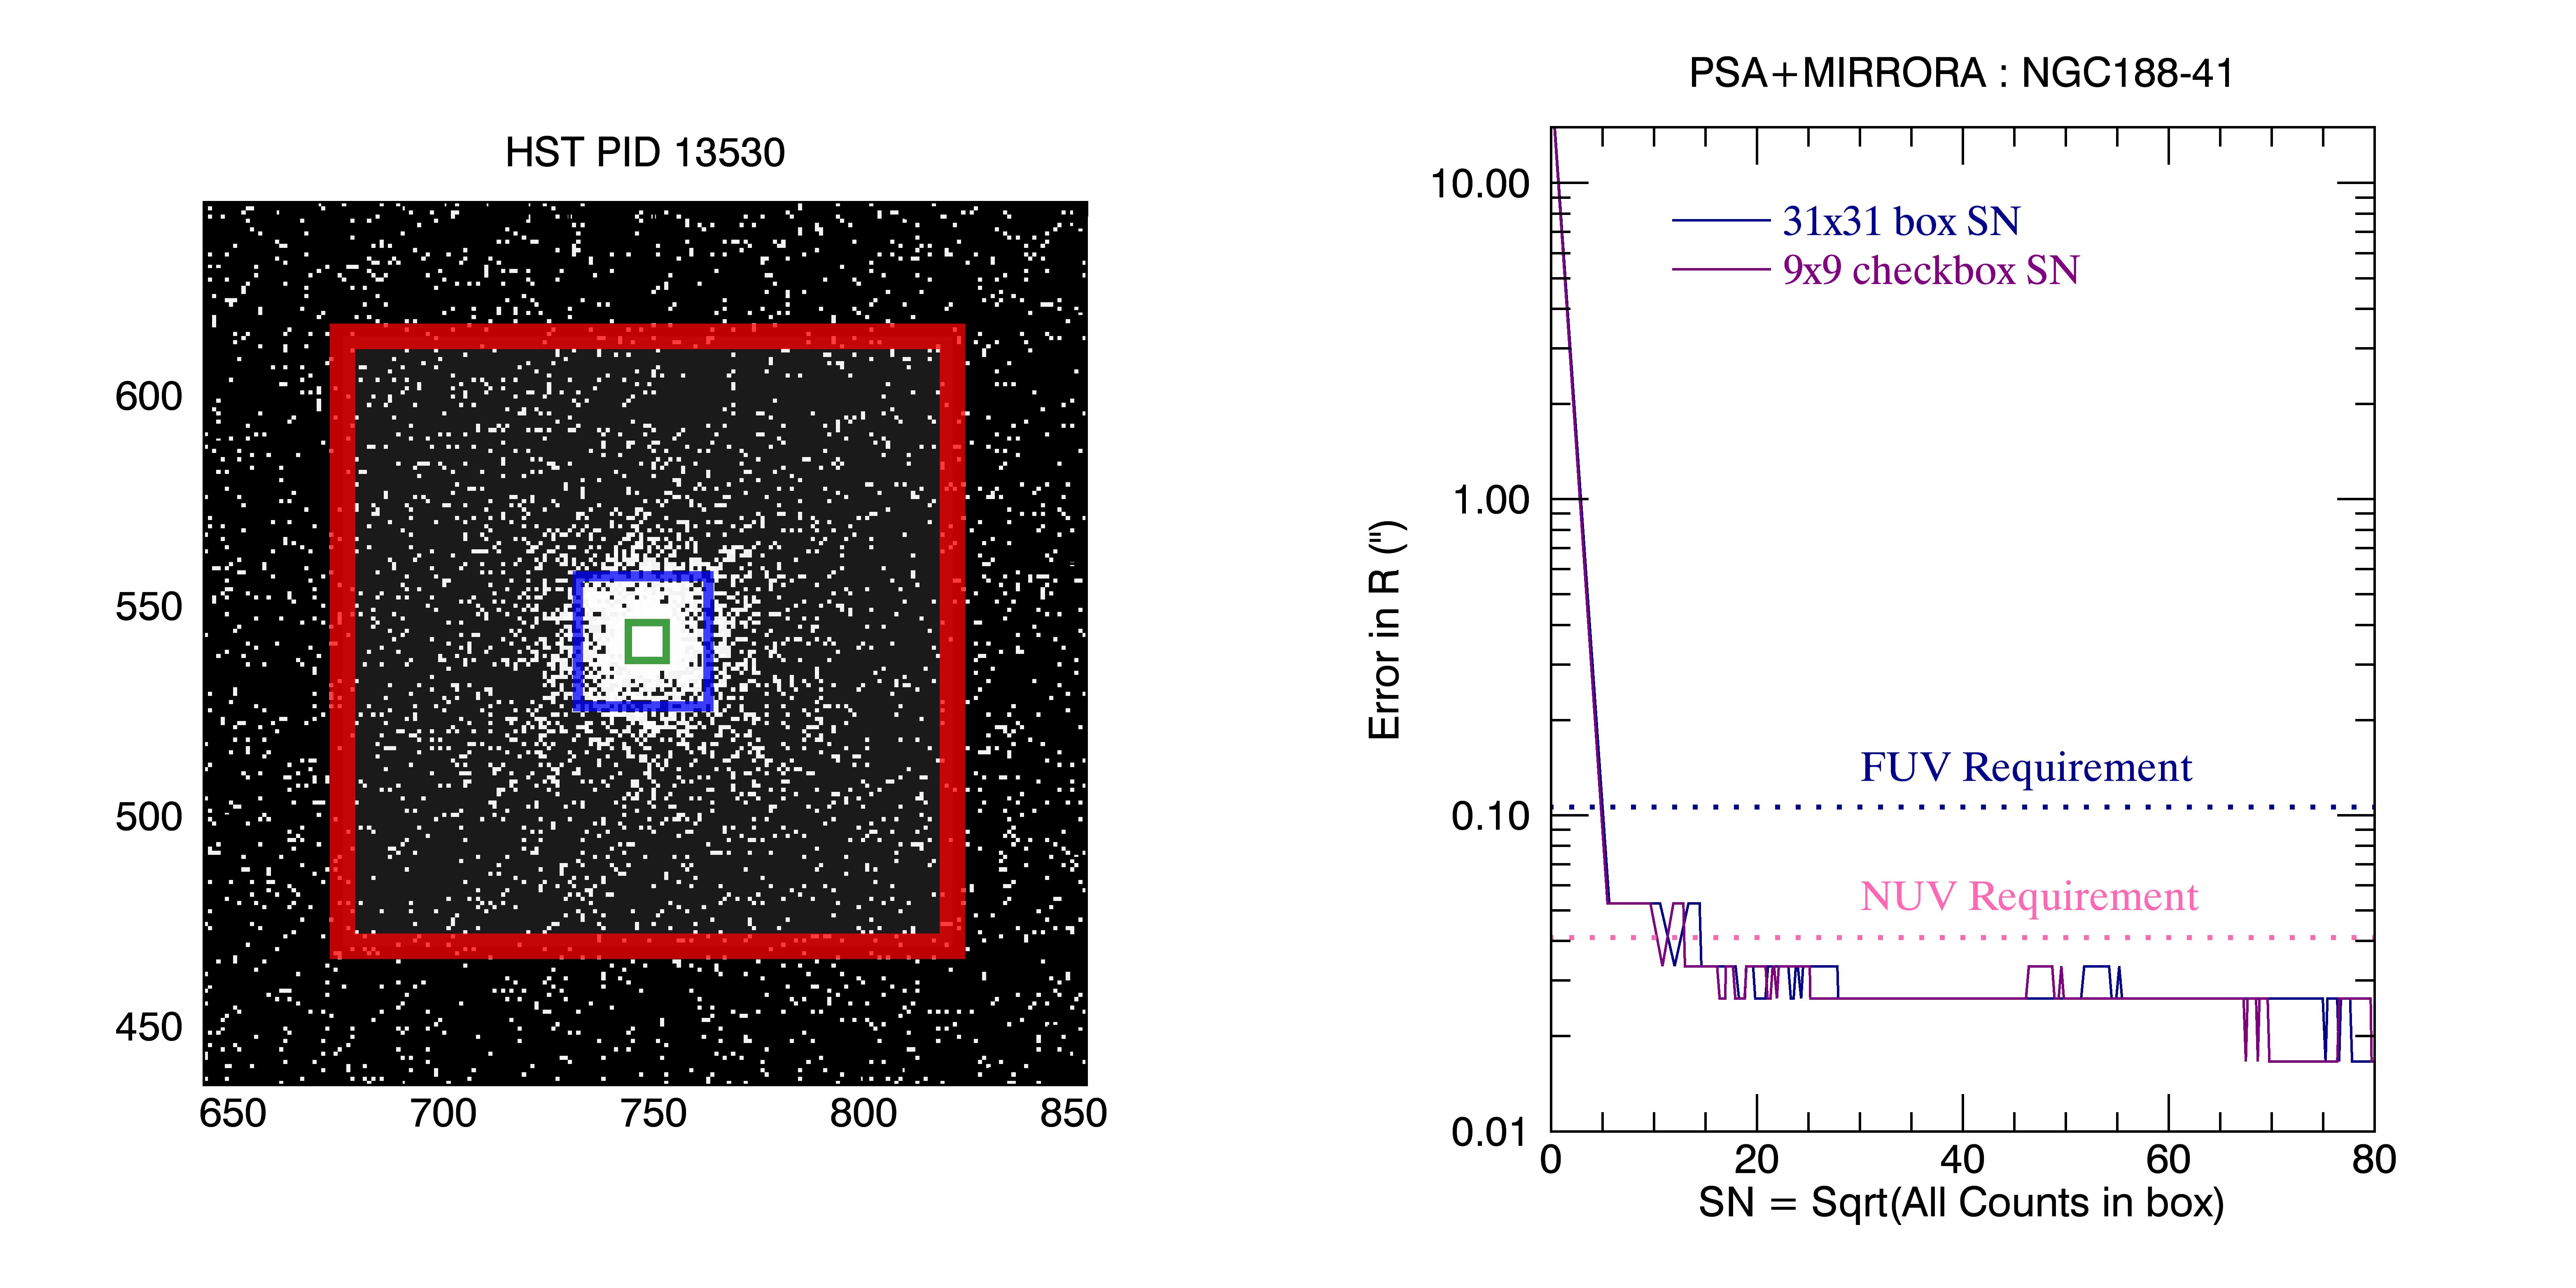 HST PID 13530
600
550
500
450
650 700 750 800 850
PSA+MIRRORA : NGC188-41
10.00
1.00
0.10
0.01
Error in R (")
31x31 box SN
9x9 checkbox SN
FUV Requirement
NUV Requirement
0 20 40 60 80
SN = Sqrt(All Counts in box)